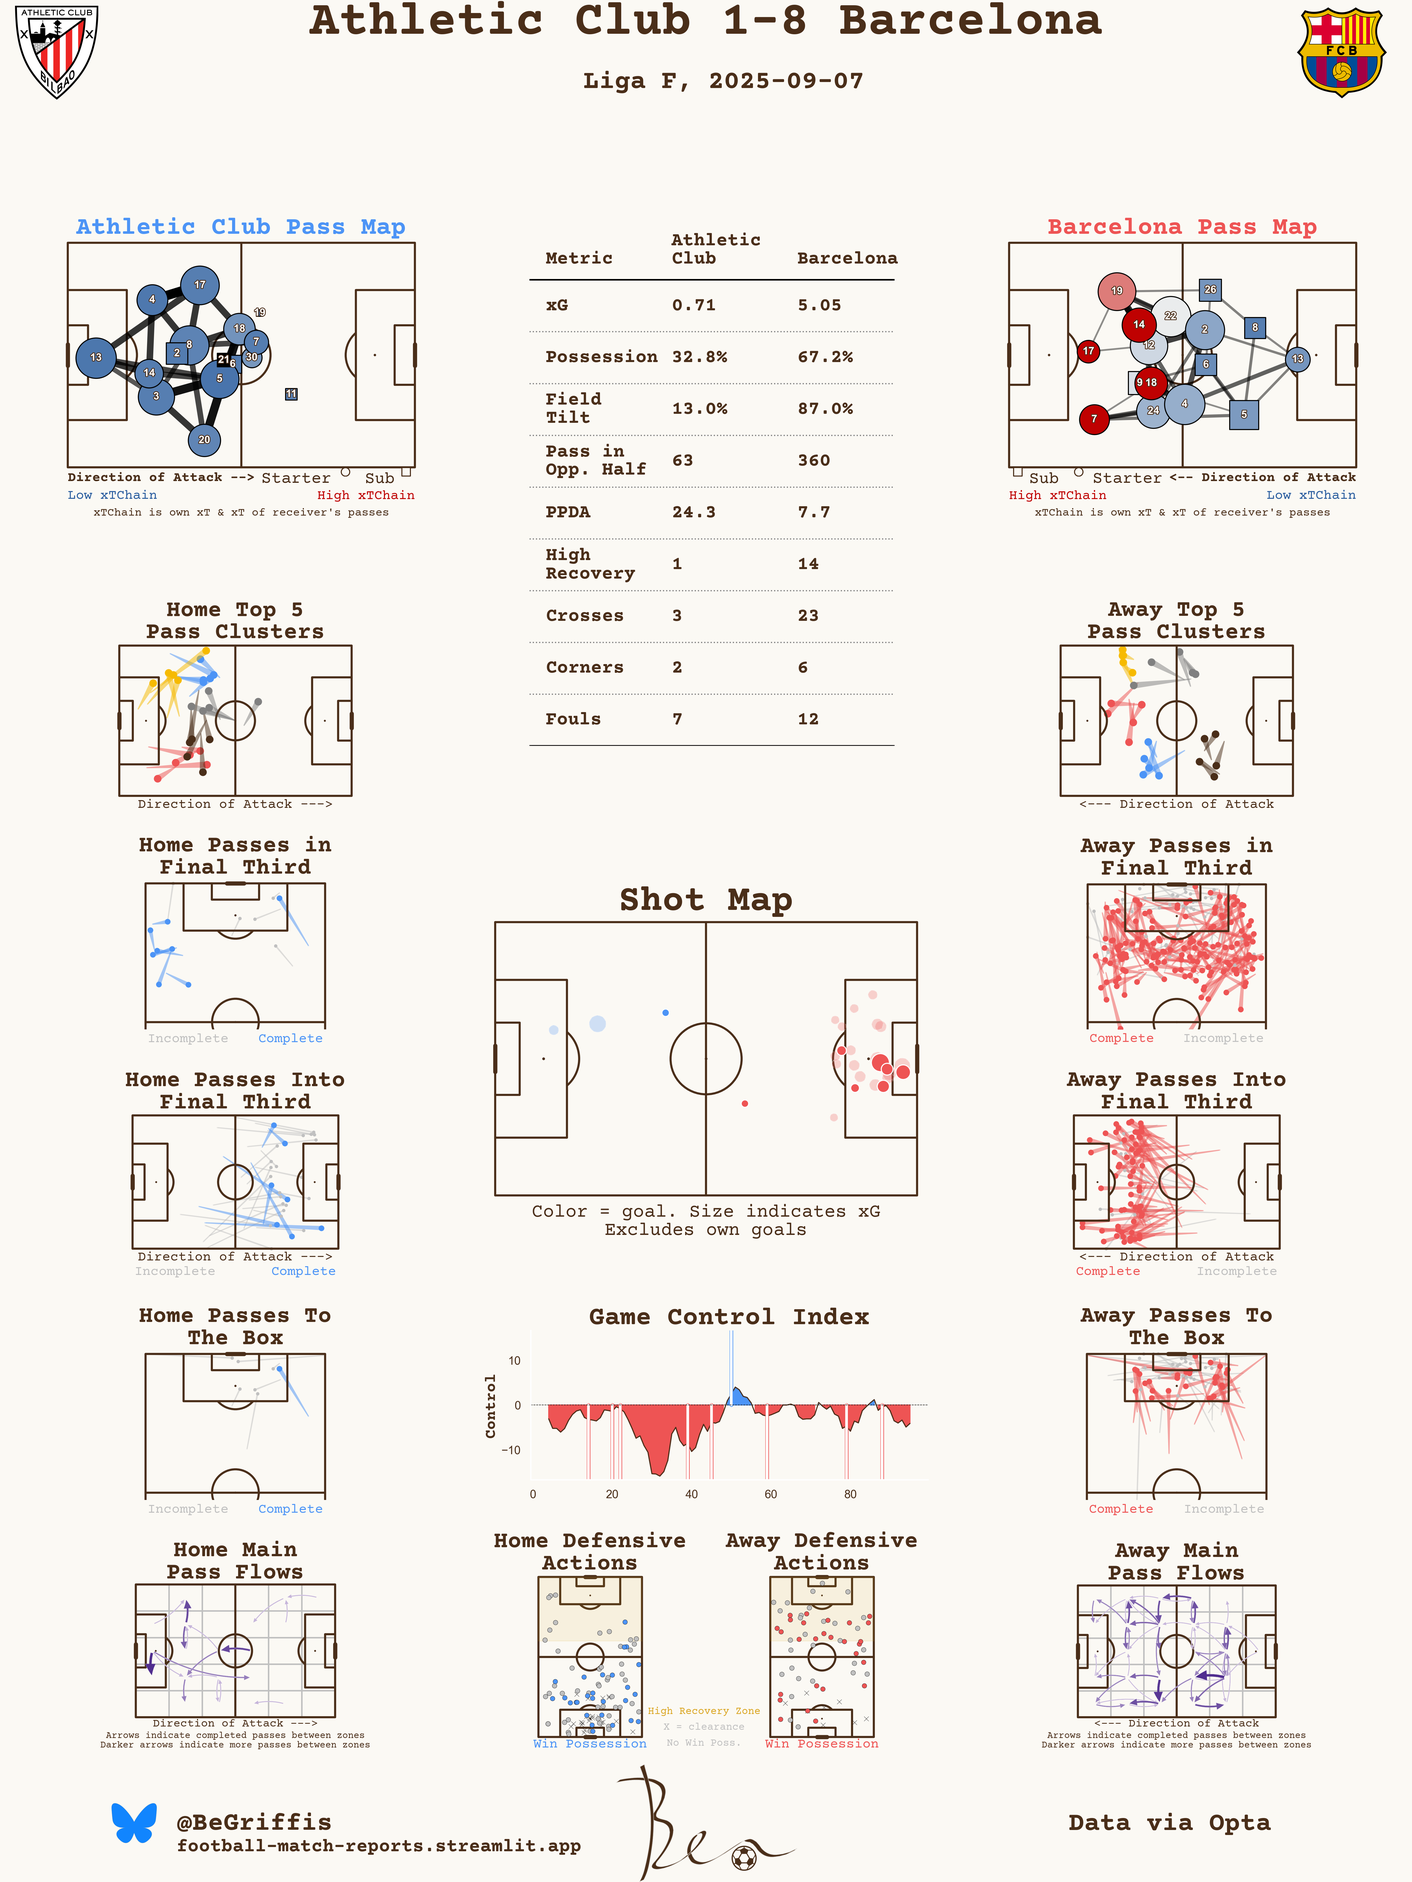 Athletic Club 1-8 Barcelona
Liga F, 2025-09-07
ATHLETIC CLUB
BILBAO
FCB
Athletic Club Pass Map
4
17
18
19
13
8
2
7
30
21
6
14
5
11
3
20
Direction of Attack --> Starter Sub
Low xTChain High xTChain
xTChain is own xT & xT of receiver's passes
Metric Athletic Club Barcelona
xG 0.71 5.05
Possession 32.8% 67.2%
Field Tilt 13.0% 87.0%
Pass in Opp. Half 63 360
PPDA 24.3 7.7
High Recovery 1 14
Crosses 3 23
Corners 2 6
Fouls 7 12
Barcelona Pass Map
19
26
14
22
2
8
17
12
6
13
9
18
7
24
4
5
Sub Starter <-- Direction of Attack
High xTChain Low xTChain
xTChain is own xT & xT of receiver's passes
Home Top 5
Pass Clusters
Direction of Attack --->
Away Top 5
Pass Clusters
<--- Direction of Attack
Home Passes in
Final Third
Incomplete Complete
Away Passes in
Final Third
Complete Incomplete
Shot Map
Color = goal. Size indicates xG
Excludes own goals
Home Passes Into
Final Third
Direction of Attack --->
Incomplete Complete
Away Passes Into
Final Third
<--- Direction of Attack
Complete Incomplete
Home Passes To
The Box
Incomplete Complete
Game Control Index
Control
10
0
−10
0 20 40 60 80
Away Passes To
The Box
Complete Incomplete
Home Main
Pass Flows
Direction of Attack --->
Arrows indicate completed passes between zones
Darker arrows indicate more passes between zones
Home Defensive
Actions
Win Possession
Away Defensive
Actions
Win Possession
High Recovery Zone
X = clearance
No Win Poss.
Away Main
Pass Flows
<--- Direction of Attack
Arrows indicate completed passes between zones
Darker arrows indicate more passes between zones
@BeGriffis
football-match-reports.streamlit.app
Ben
Data via Opta